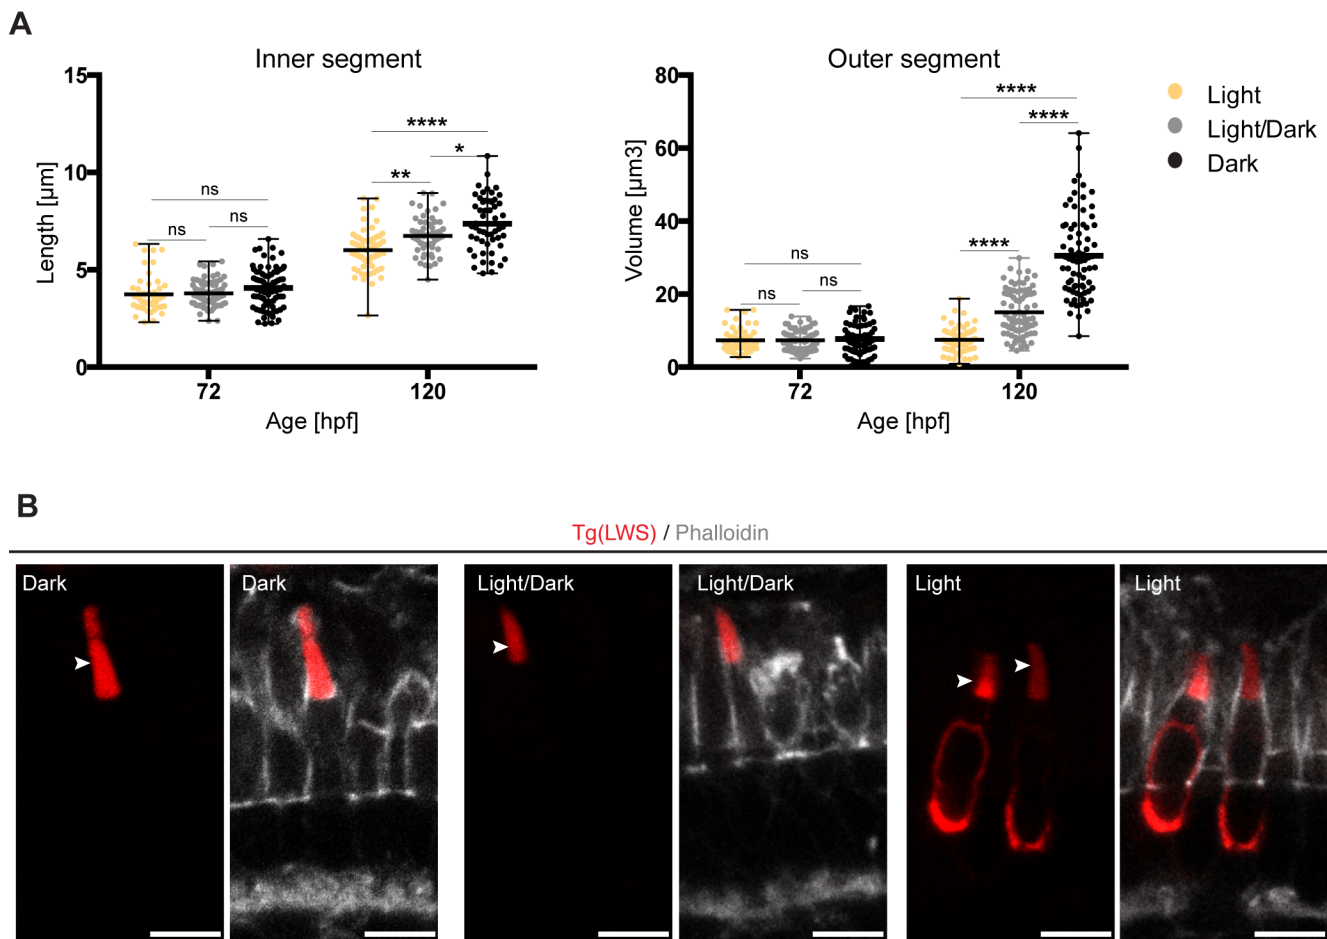 A
Inner segment
Outer segment
15
10
5
0
Length [µm]
ns
ns
ns
****
**
*
72
120
Age [hpf]
80
60
40
20
0
Volume [µm3]
ns
ns
ns
****
****
****
72
120
Age [hpf]
Light
Light/Dark
Dark
B
Tg(LWS) / Phalloidin
Dark
Dark
Light/Dark
Light/Dark
Light
Light